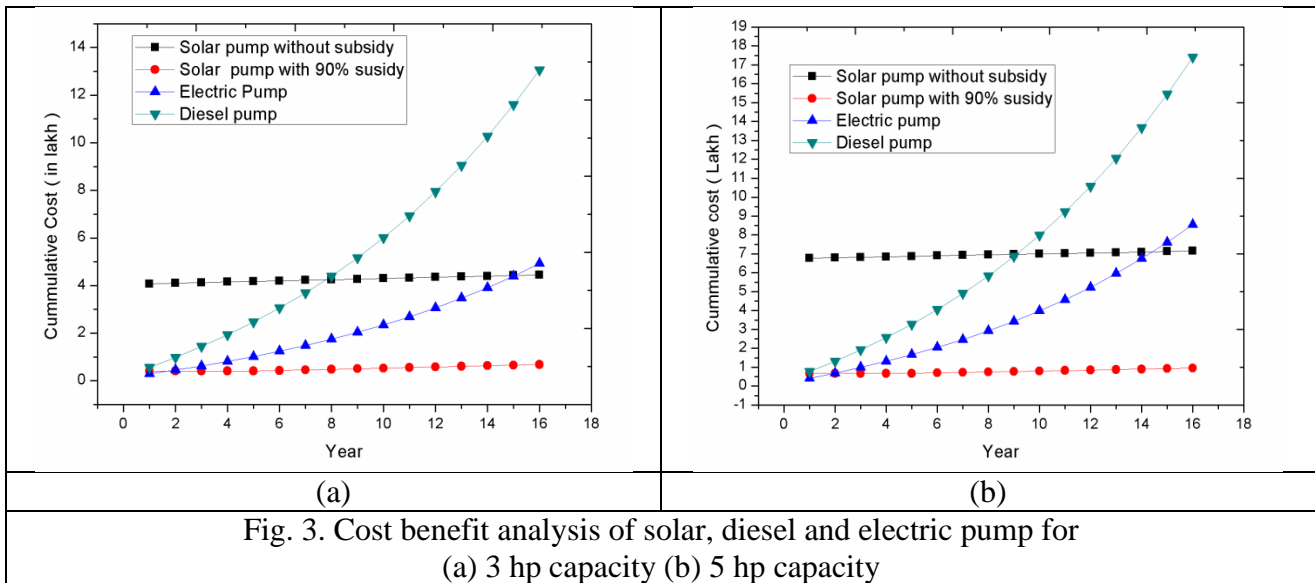 14
12
10
8
6
4
2
0
Cummulative Cost ( in lakh )
Solar pump without subsidy
Solar pump with 90% susidy
Electric Pump
Diesel pump
0 2 4 6 8 10 12 14 16 18
Year
19
18
17
16
15
14
13
12
11
10
9
8
7
6
5
4
3
2
1
0
-1
Cummulative cost ( Lakh )
Solar pump without subsidy
Solar pump with 90% susidy
Electric pump
Diesel pump
0 2 4 6 8 10 12 14 16 18
Year
(a)
(b)
Fig. 3. Cost benefit analysis of solar, diesel and electric pump for
(a) 3 hp capacity (b) 5 hp capacity